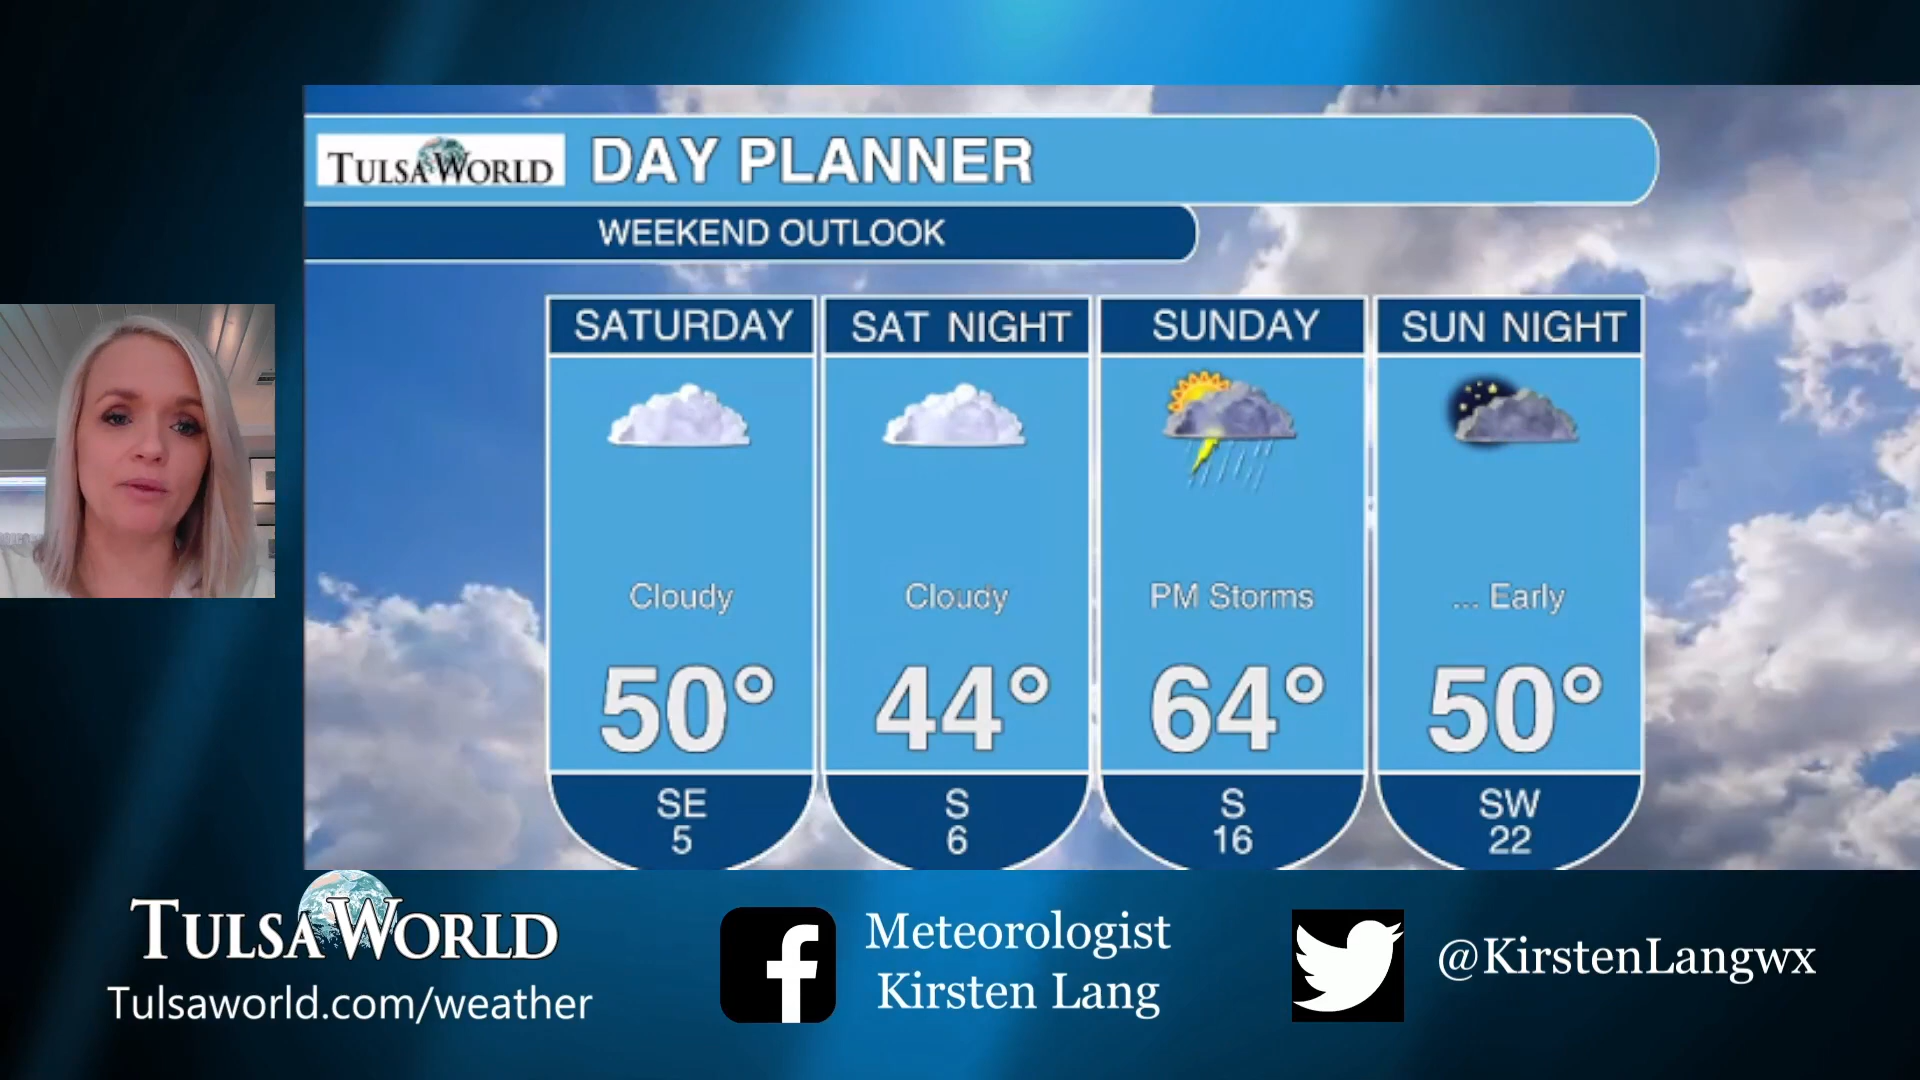 TULSA WORLD DAY PLANNER
WEEKEND OUTLOOK
SATURDAY SAT NIGHT SUNDAY SUN NIGHT
Cloudy Cloudy PM Storms ... Early
50° 44° 64° 50°
SE S S SW
5 6 16 22
TULSA WORLD
Tulsaworld.com/weather
Meteorologist
Kirsten Lang
@KirstenLangwx